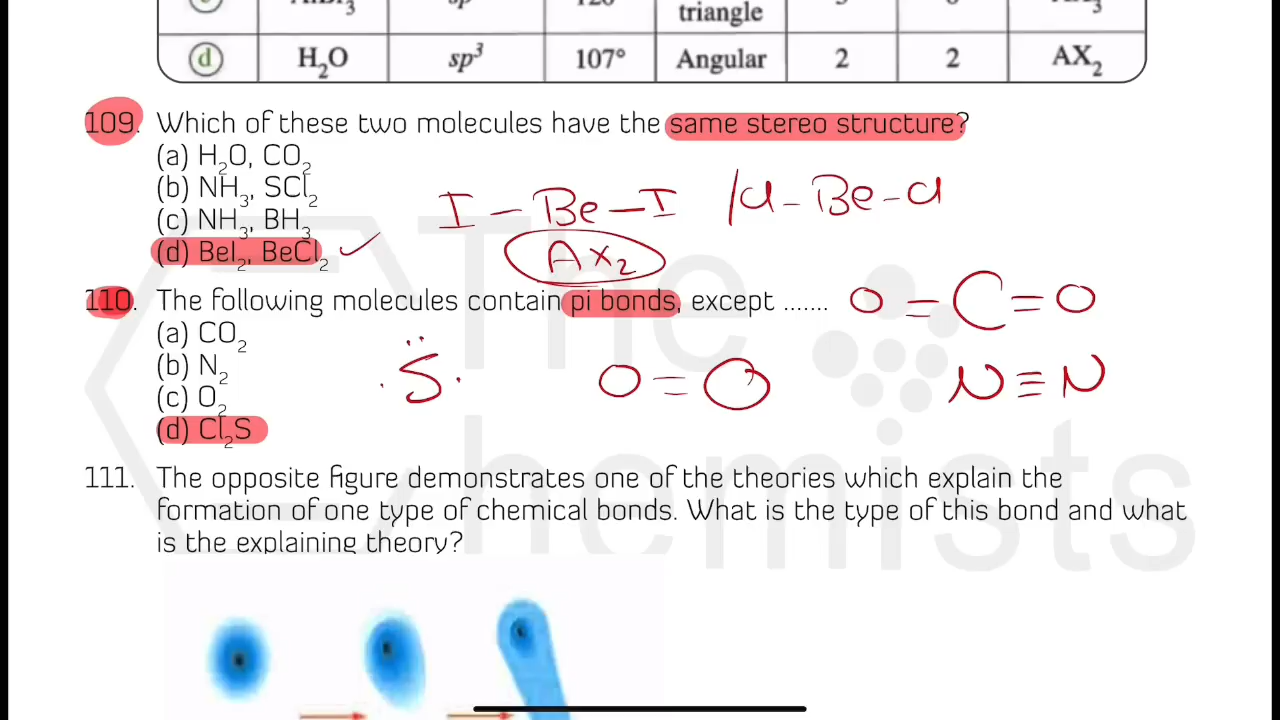 triangle
d H₂O sp³ 107° Angular 2 2 AX₂
109. Which of these two molecules have the same stereo structure?
(a) H₂O, CO₂
(b) NH₃, SCl₂
(c) NH₃, BH₃
(d) BeI₂, BeCl₂
I – Be – I / Cl – Be – Cl
AX₂
110. The following molecules contain pi bonds, except .......
O = C = O
(a) CO₂
(b) N₂
(c) O₂
(d) Cl₂S
S
O = O
N ≡ N
111. The opposite figure demonstrates one of the theories which explain the
formation of one type of chemical bonds. What is the type of this bond and what
is the explaining theory?
The
Chemists